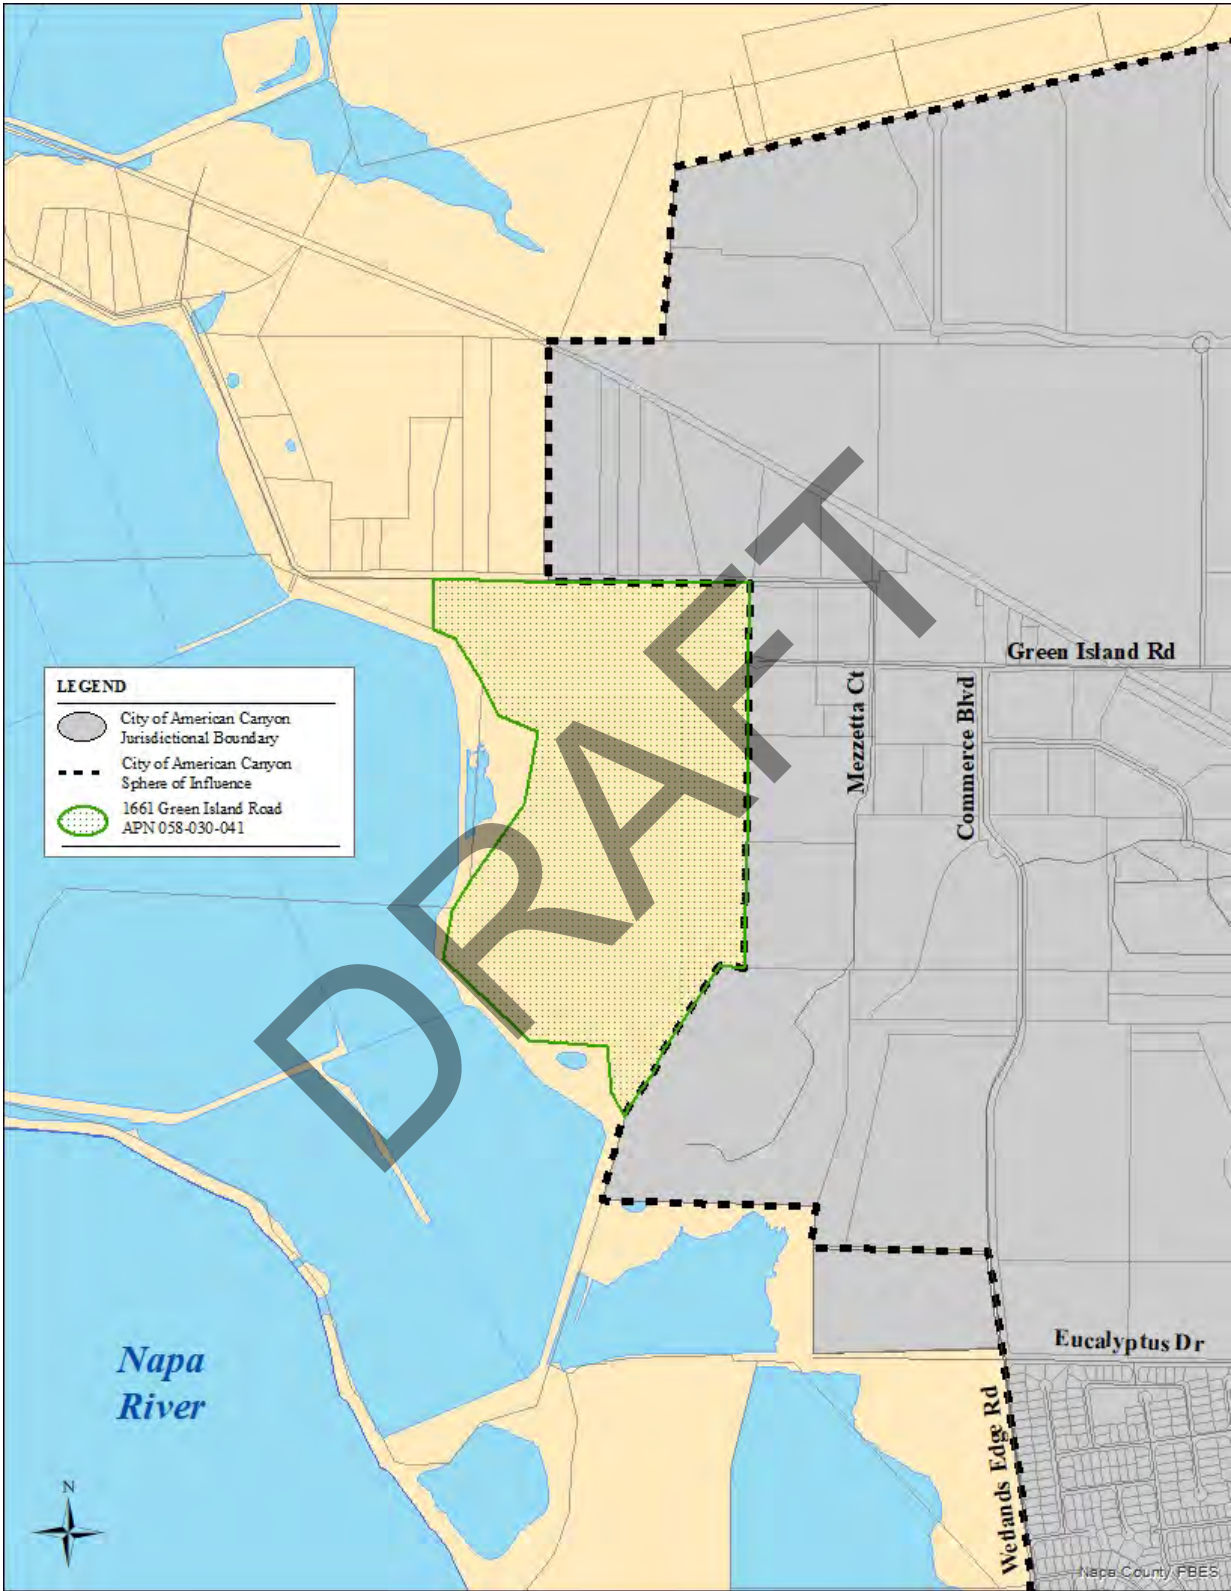 DRAFT
Green Island Rd
Mezzetta Ct
Commerce Blvd
LEGEND
City of American Canyon
Jurisdictional Boundary
City of American Canyon
Sphere of Influence
1661 Green Island Road
APN 058-030-041
Napa
River
Eucalyptus Dr
Wetlands Edge Rd
N
Napa County PBES